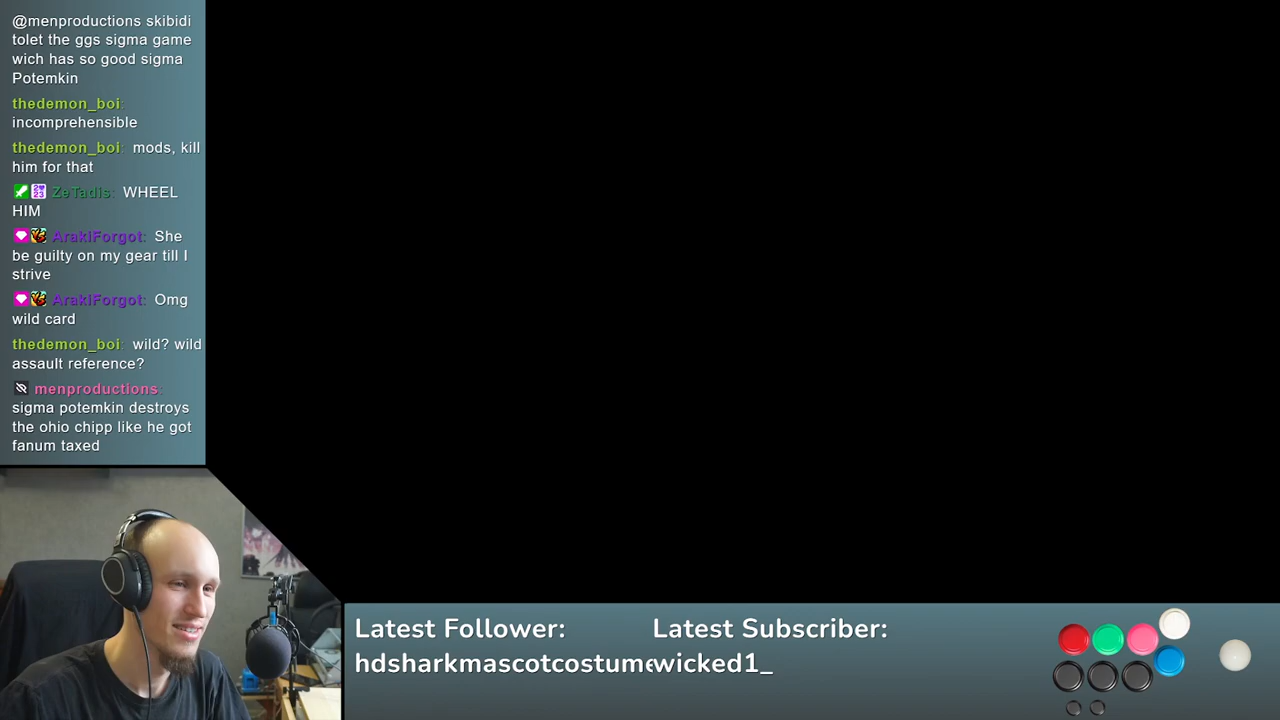 @menproductions skibidi
tolet the ggs sigma game
wich has so good sigma
Potemkin
thedemon_boi:
incomprehensible
thedemon_boi: mods, kill
him for that
ZeTadis: WHEEL
HIM
ArakiForgot: She
be guilty on my gear till I
strive
ArakiForgot: Omg
wild card
thedemon_boi: wild? wild
assault reference?
menproductions:
sigma potemkin destroys
the ohio chipp like he got
fanum taxed
Latest Follower:
hdsharkmascotcostume
Latest Subscriber:
wicked1_